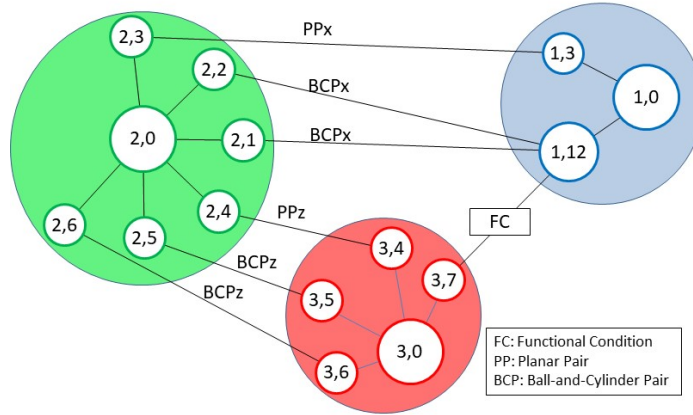 2,3
PPx
1,3
2,2
BCPx
1,0
2,0
2,1
BCPx
1,12
2,6
2,4
PPz
FC
2,5
BCPz
3,4
3,7
BCPz
3,5
3,0
3,6
FC: Functional Condition
PP: Planar Pair
BCP: Ball-and-Cylinder Pair